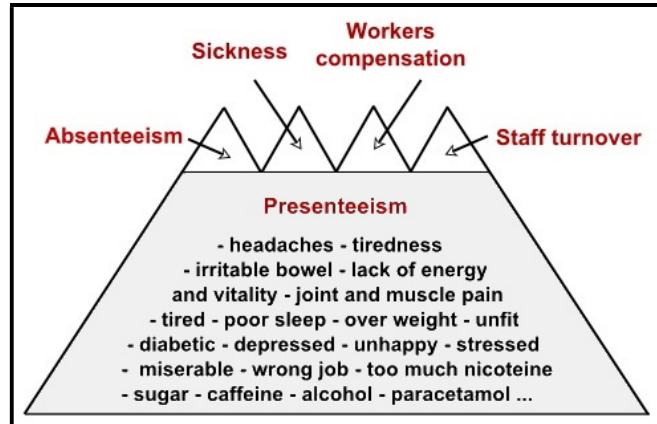 Workers
compensation
Sickness
Absenteeism
Staff turnover
Presenteeism
- headaches - tiredness
- irritable bowel - lack of energy
and vitality - joint and muscle pain
- tired - poor sleep - over weight - unfit
- diabetic - depressed - unhappy - stressed
- miserable - wrong job - too much nicoteine
- sugar - caffeine - alcohol - paracetamol ...